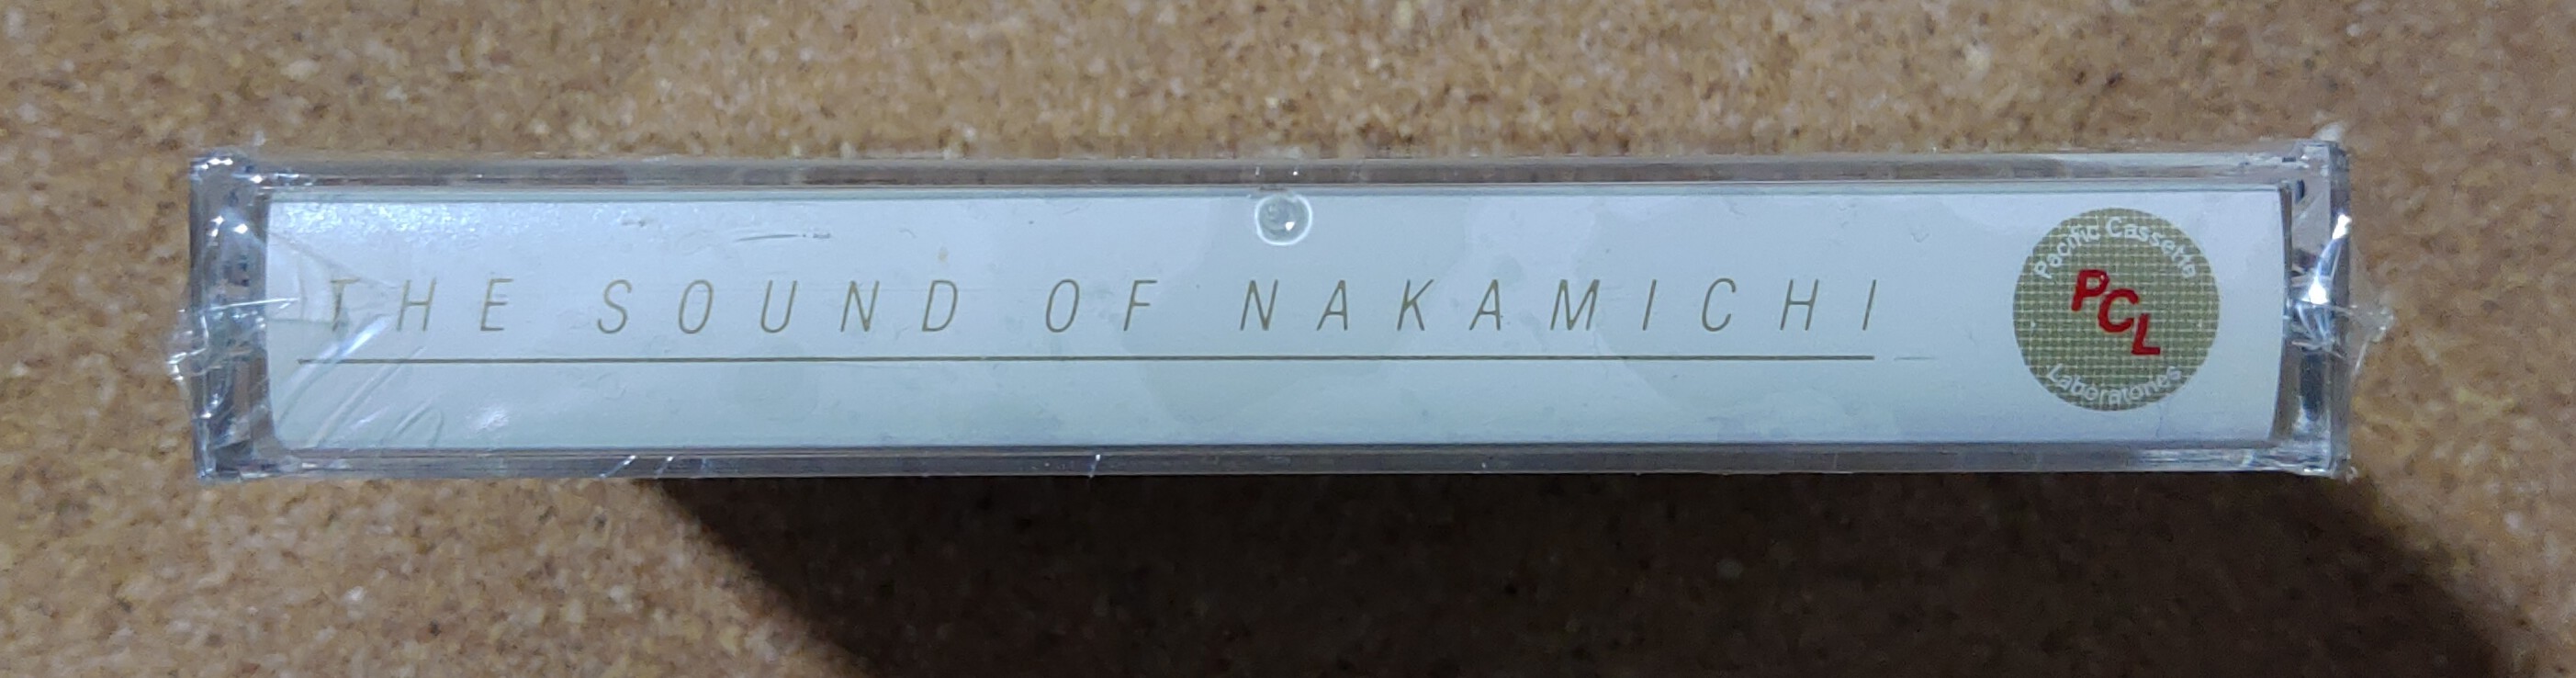 THE SOUND OF NAKAMICHI
Pacific Cassette
PCL
Laboratories